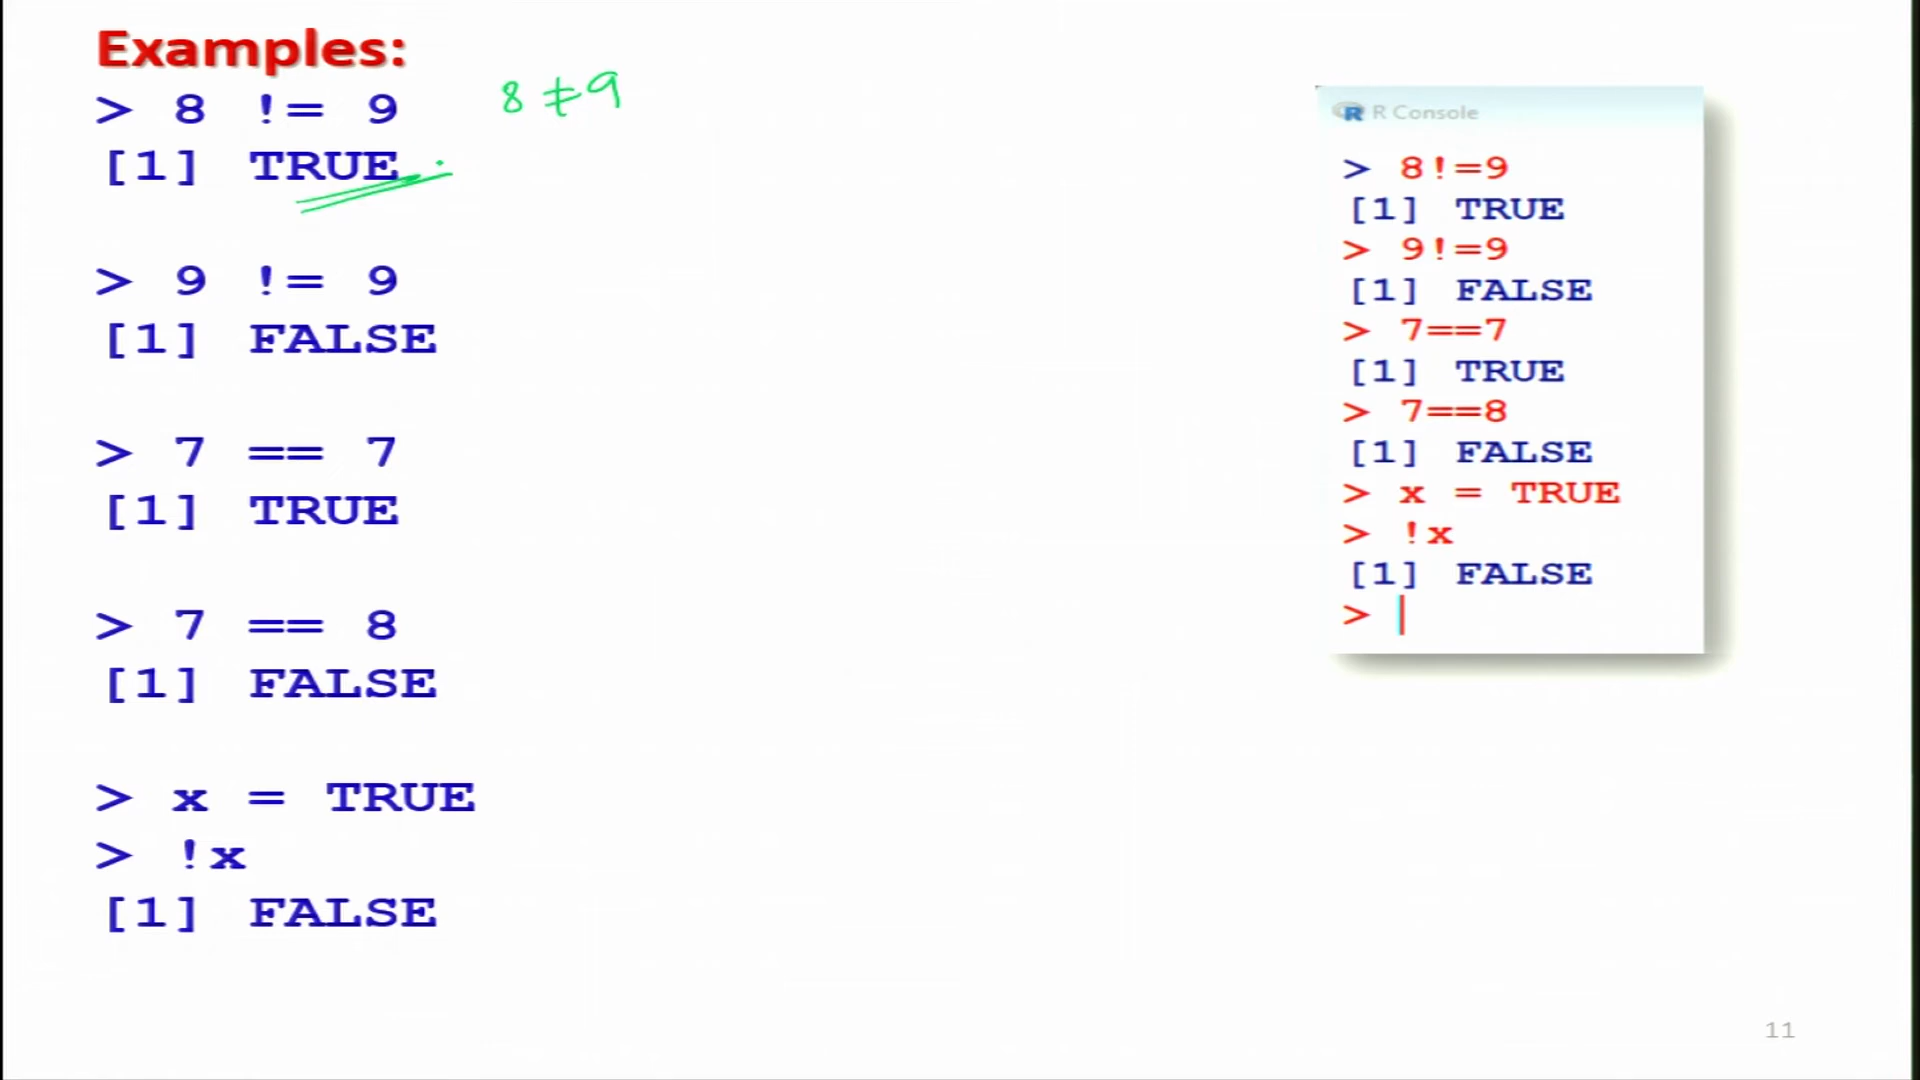 Examples:
> 8 != 9
8 ≠ 9
[1] TRUE
> 9 != 9
[1] FALSE
> 7 == 7
[1] TRUE
> 7 == 8
[1] FALSE
> x = TRUE
> !x
[1] FALSE
R Console
> 8!=9
[1] TRUE
> 9!=9
[1] FALSE
> 7==7
[1] TRUE
> 7==8
[1] FALSE
> x = TRUE
> !x
[1] FALSE
>
11